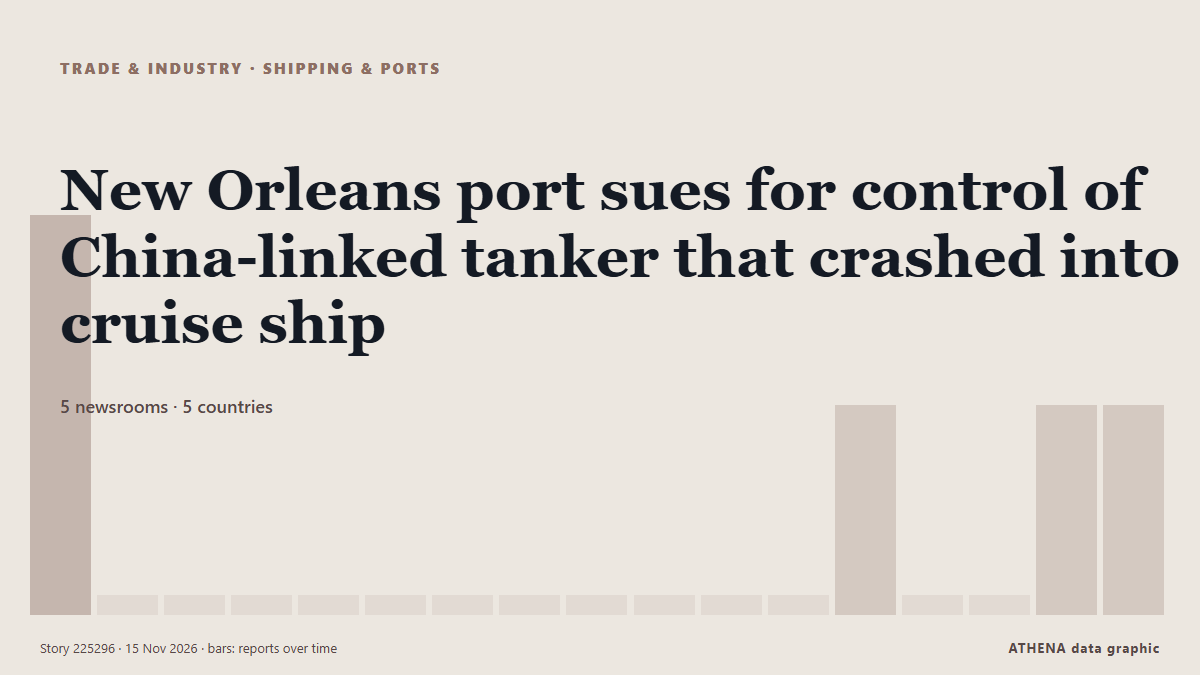 TRADE & INDUSTRY · SHIPPING & PORTS
New Orleans port sues for control of
China-linked tanker that crashed into
cruise ship
5 newsrooms · 5 countries
Story 225296 · 15 Nov 2026 · bars: reports over time
ATHENA data graphic